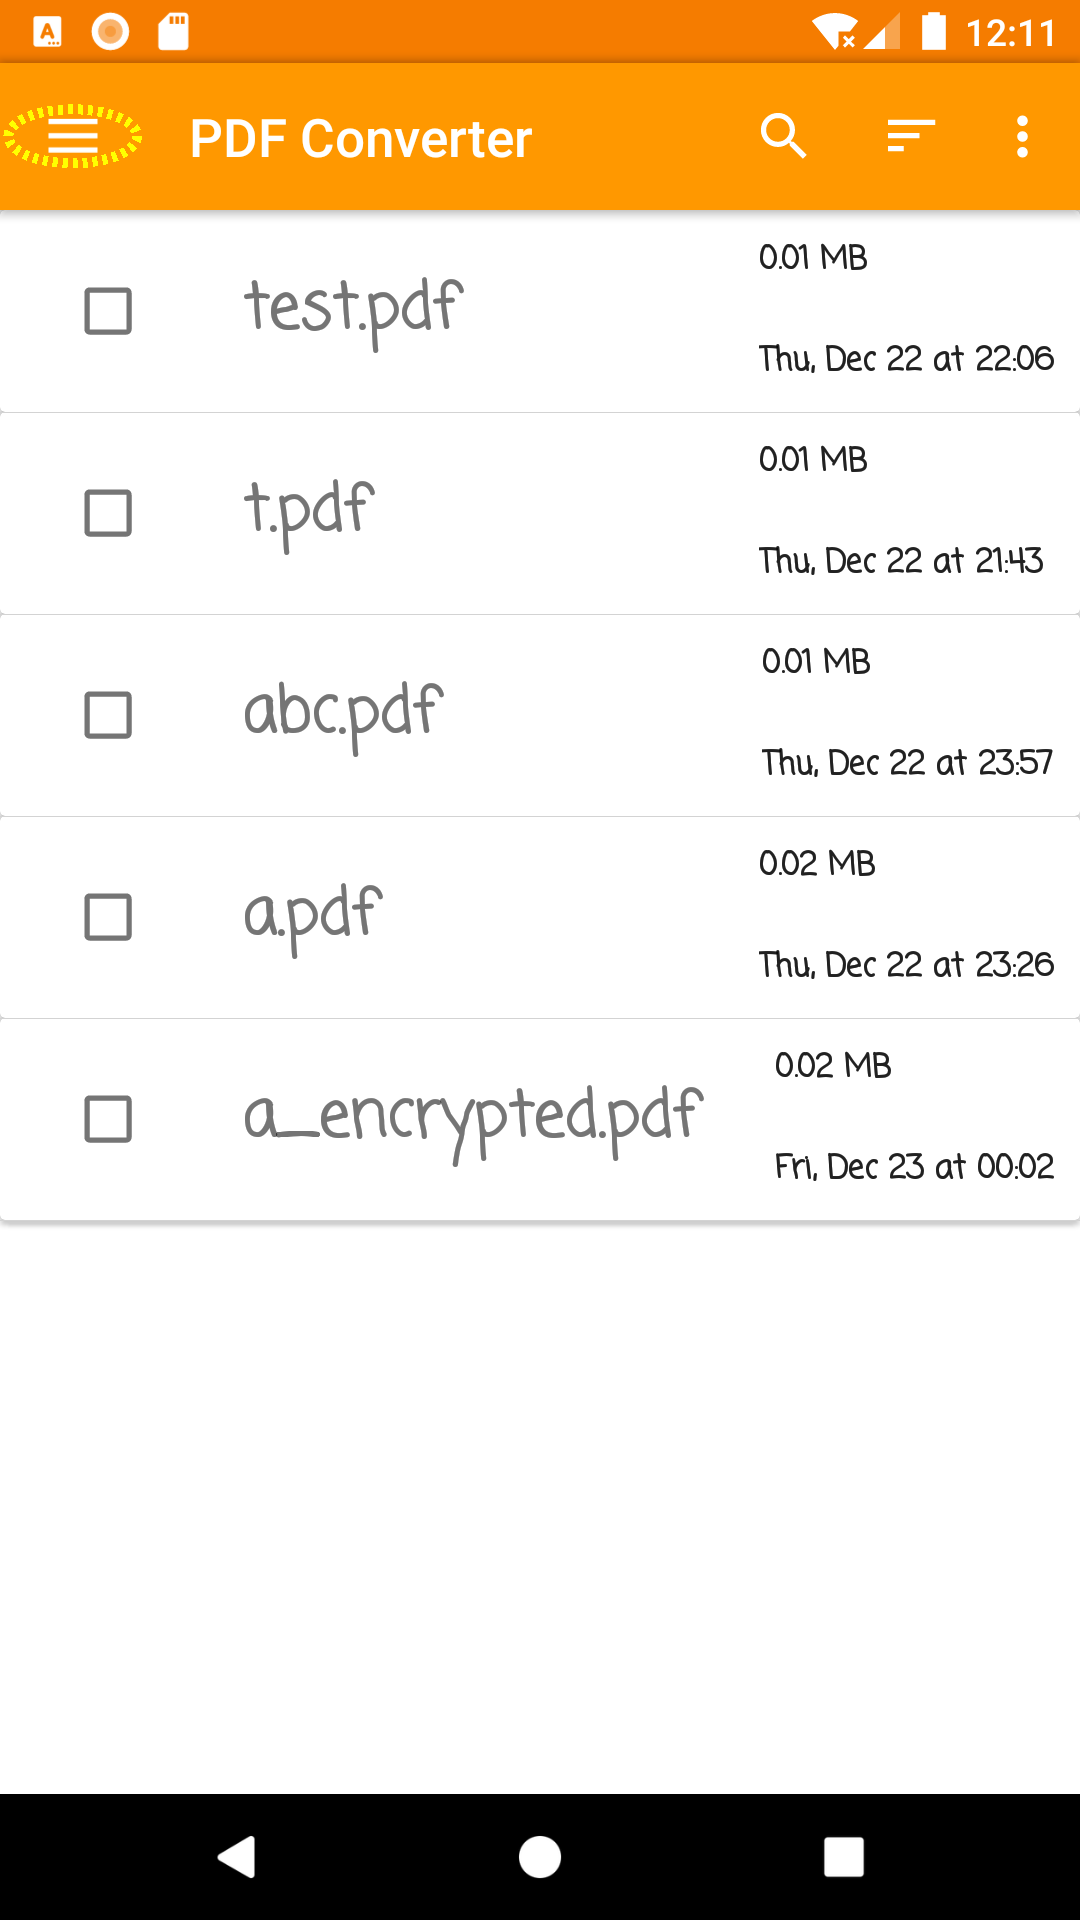 12:11
PDF Converter
test.pdf
0.01 MB
Thu, Dec 22 at 22:06
t.pdf
0.01 MB
Thu, Dec 22 at 21:43
abc.pdf
0.01 MB
Thu, Dec 22 at 23:57
a.pdf
0.02 MB
Thu, Dec 22 at 23:26
a_encrypted.pdf
0.02 MB
Fri, Dec 23 at 00:02